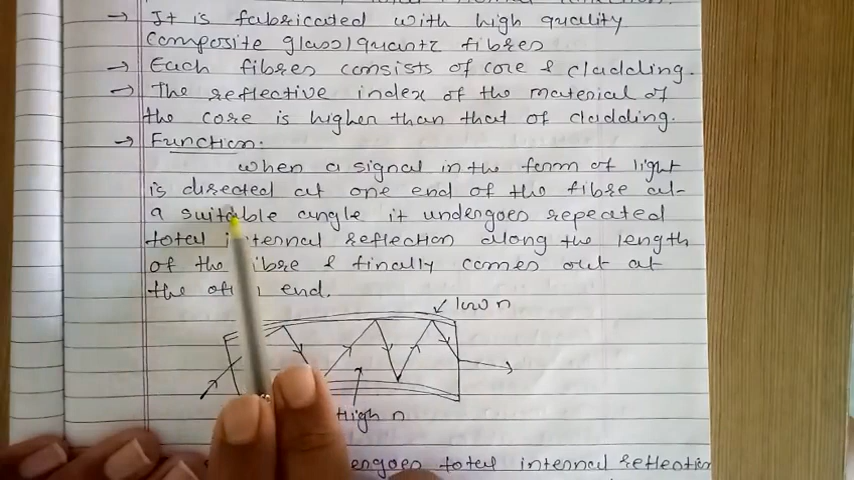 → It is fabricated with high quality
composite glass/quartz fibres
→ Each fibres consists of core & cladding.
→ The reflective index of the material of
the core is higher than that of cladding.
→ Function:
when a signal in the form of light
is direated at one end of the fibre at
a suitable angle it undergoes repeated
total internal reflection along the length
of the fibre & finally comes out at
the end.
low n
High n
total internal reflection